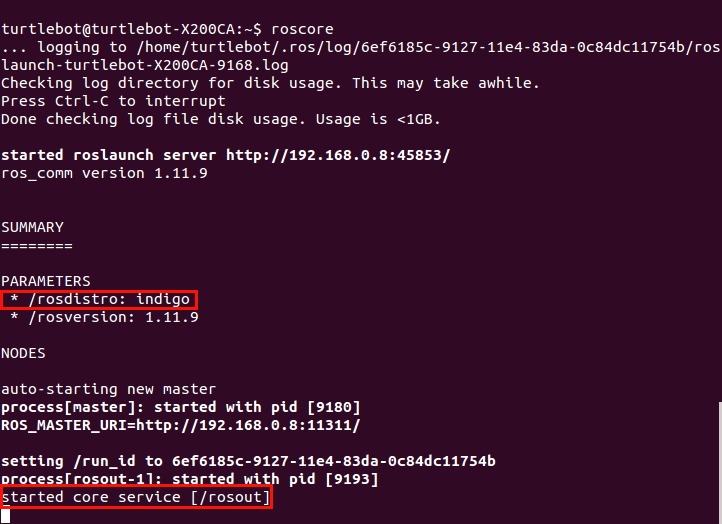 turtlebot@turtlebot-X200CA:~$ roscore
... logging to /home/turtlebot/.ros/log/6ef6185c-9127-11e4-83da-0c84dc11754b/ros
launch-turtlebot-X200CA-9168.log
Checking log directory for disk usage. This may take awhile.
Press Ctrl-C to interrupt
Done checking log file disk usage. Usage is <1GB.
started roslaunch server http://192.168.0.8:45853/
ros_comm version 1.11.9
SUMMARY
========
PARAMETERS
* /rosdistro: indigo
* /rosversion: 1.11.9
NODES
auto-starting new master
process[master]: started with pid [9180]
ROS_MASTER_URI=http://192.168.0.8:11311/
setting /run_id to 6ef6185c-9127-11e4-83da-0c84dc11754b
process[rosout-1]: started with pid [9193]
started core service [/rosout]